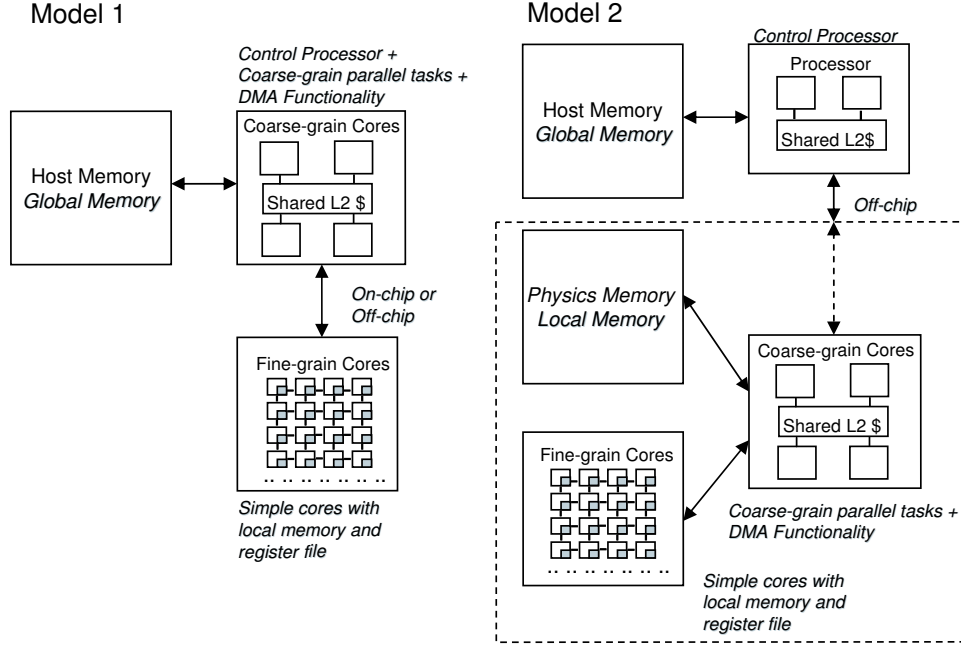 Model 1
Control Processor +
Coarse-grain parallel tasks +
DMA Functionality
Host Memory
Global Memory
Coarse-grain Cores
Shared L2 $
On-chip or
Off-chip
Fine-grain Cores
.. .. .. .. .. .. ..
Simple cores with
local memory and
register file
Model 2
Control Processor
Host Memory
Global Memory
Processor
Shared L2$
Off-chip
Physics Memory
Local Memory
Coarse-grain Cores
Shared L2 $
Coarse-grain parallel tasks +
DMA Functionality
Fine-grain Cores
.. .. .. .. .. .. ..
Simple cores with
local memory and
register file